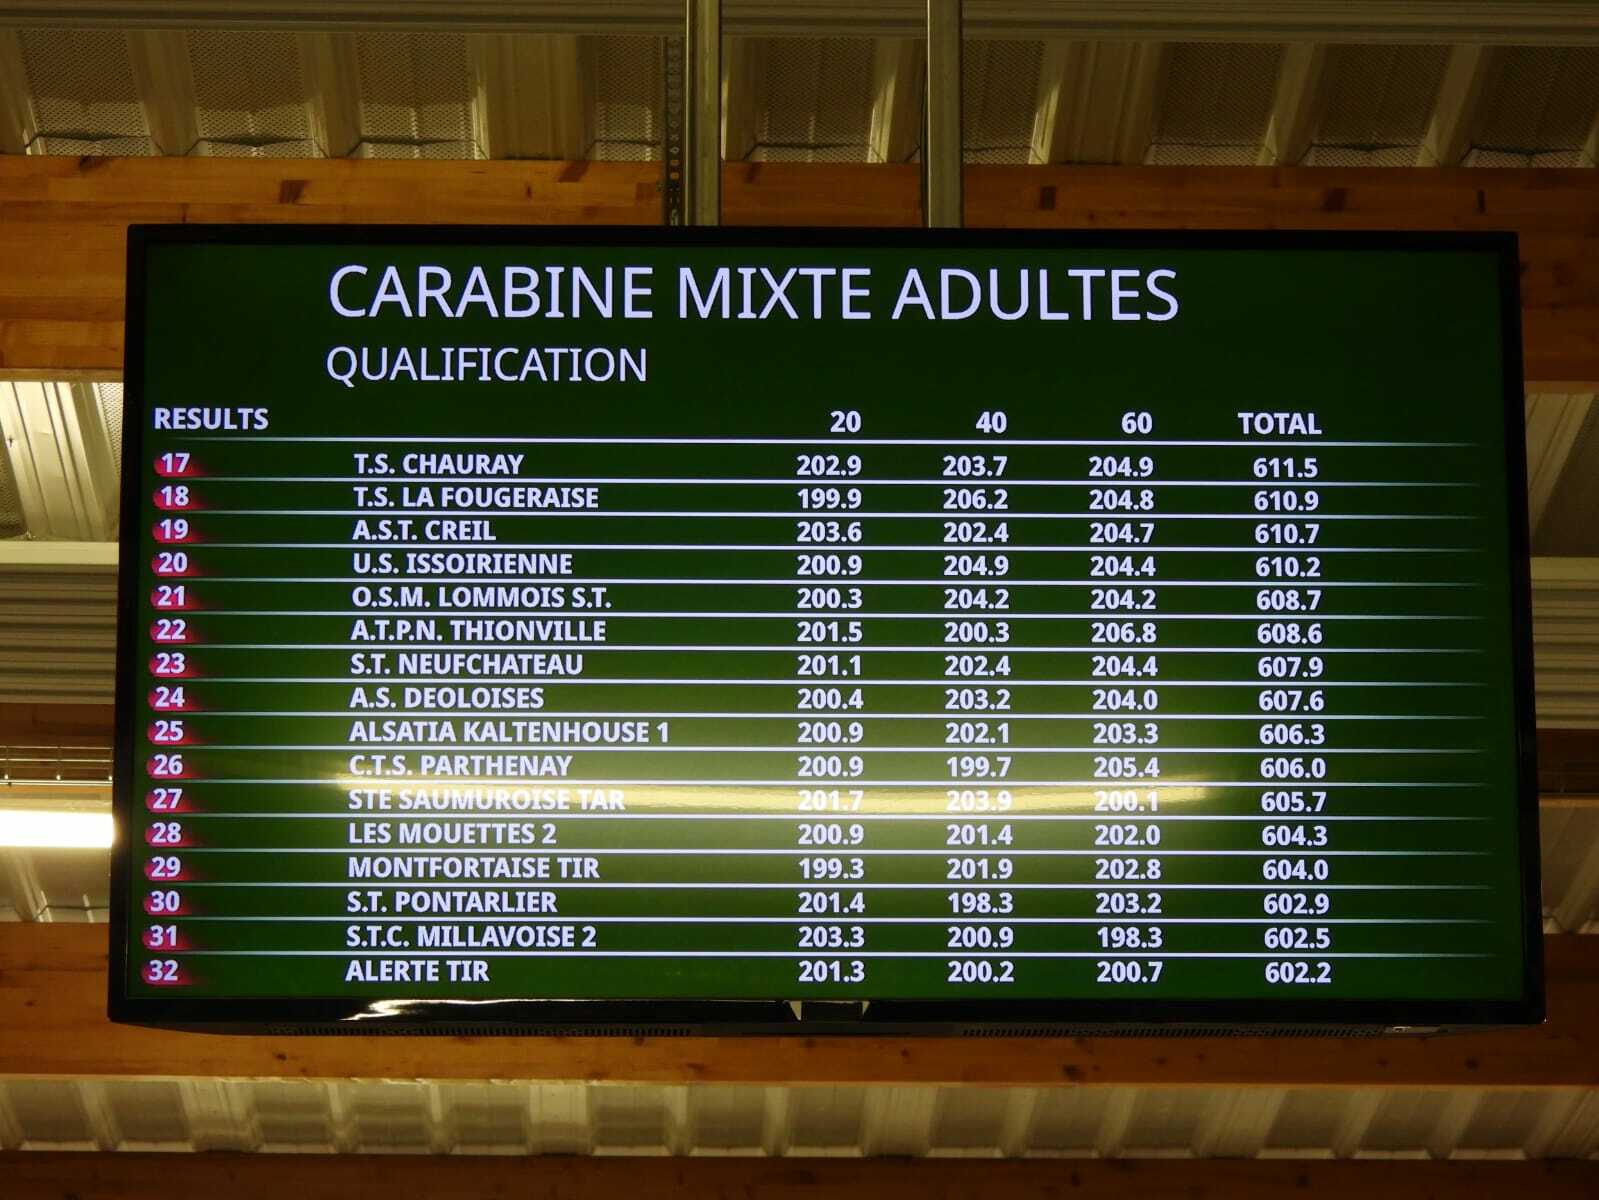 CARABINE MIXTE ADULTES
QUALIFICATION
RESULTS 20 40 60 TOTAL
17 T.S. CHAURAY 202.9 203.7 204.9 611.5
18 T.S. LA FOUGERAISE 199.9 206.2 204.8 610.9
19 A.S.T. CREIL 203.6 202.4 204.7 610.7
20 U.S. ISSOIRIENNE 200.9 204.9 204.4 610.2
21 O.S.M. LOMMOIS S.T. 200.3 204.2 204.2 608.7
22 A.T.P.N. THIONVILLE 201.5 200.3 206.8 608.6
23 S.T. NEUFCHATEAU 201.1 202.4 204.4 607.9
24 A.S. DEOLOISES 200.4 203.2 204.0 607.6
25 ALSATIA KALTENHOUSE 1 200.9 202.1 203.3 606.3
26 C.T.S. PARTHENAY 200.9 199.7 205.4 606.0
27 STE SAUMUROISE TAR 201.7 203.9 200.1 605.7
28 LES MOUETTES 2 200.9 201.4 202.0 604.3
29 MONTFORTAISE TIR 199.3 201.9 202.8 604.0
30 S.T. PONTARLIER 201.4 198.3 203.2 602.9
31 S.T.C. MILLAVOISE 2 203.3 200.9 198.3 602.5
32 ALERTE TIR 201.3 200.2 200.7 602.2